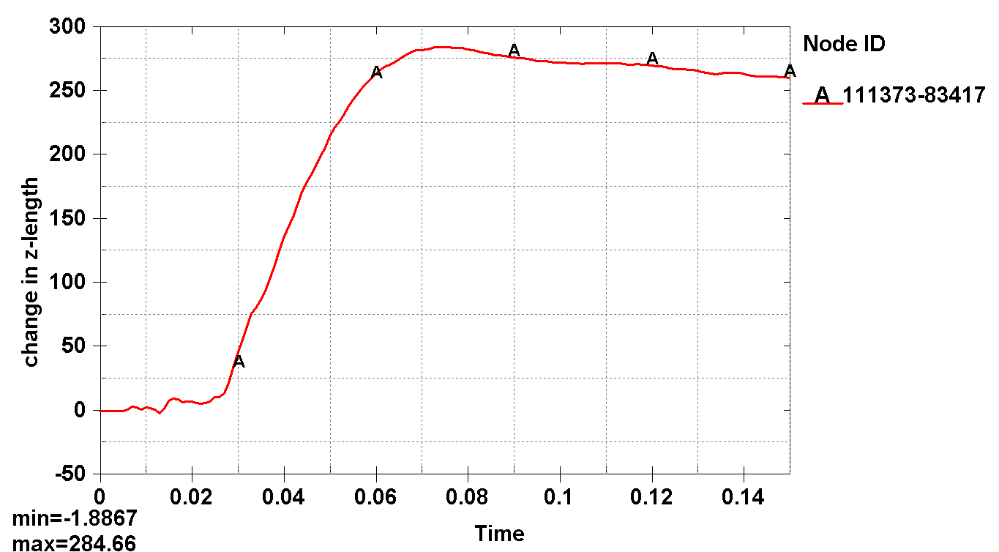 300
250
200
150
100
50
0
-50
change in z-length
0 0.02 0.04 0.06 0.08 0.1 0.12 0.14
Time
min=-1.8867
max=284.66
A A A A A
Node ID
A 111373-83417